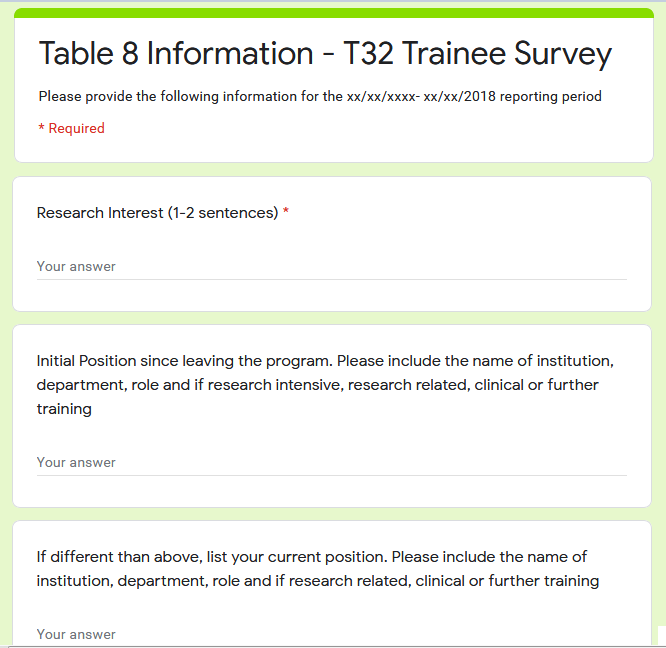 Table 8 Information - T32 Trainee Survey
Please provide the following information for the xx/xx/xxxx- xx/xx/2018 reporting period
* Required
Research Interest (1-2 sentences) *
Your answer
Initial Position since leaving the program. Please include the name of institution,
department, role and if research intensive, research related, clinical or further
training
Your answer
If different than above, list your current position. Please include the name of
institution, department, role and if research related, clinical or further training
Your answer